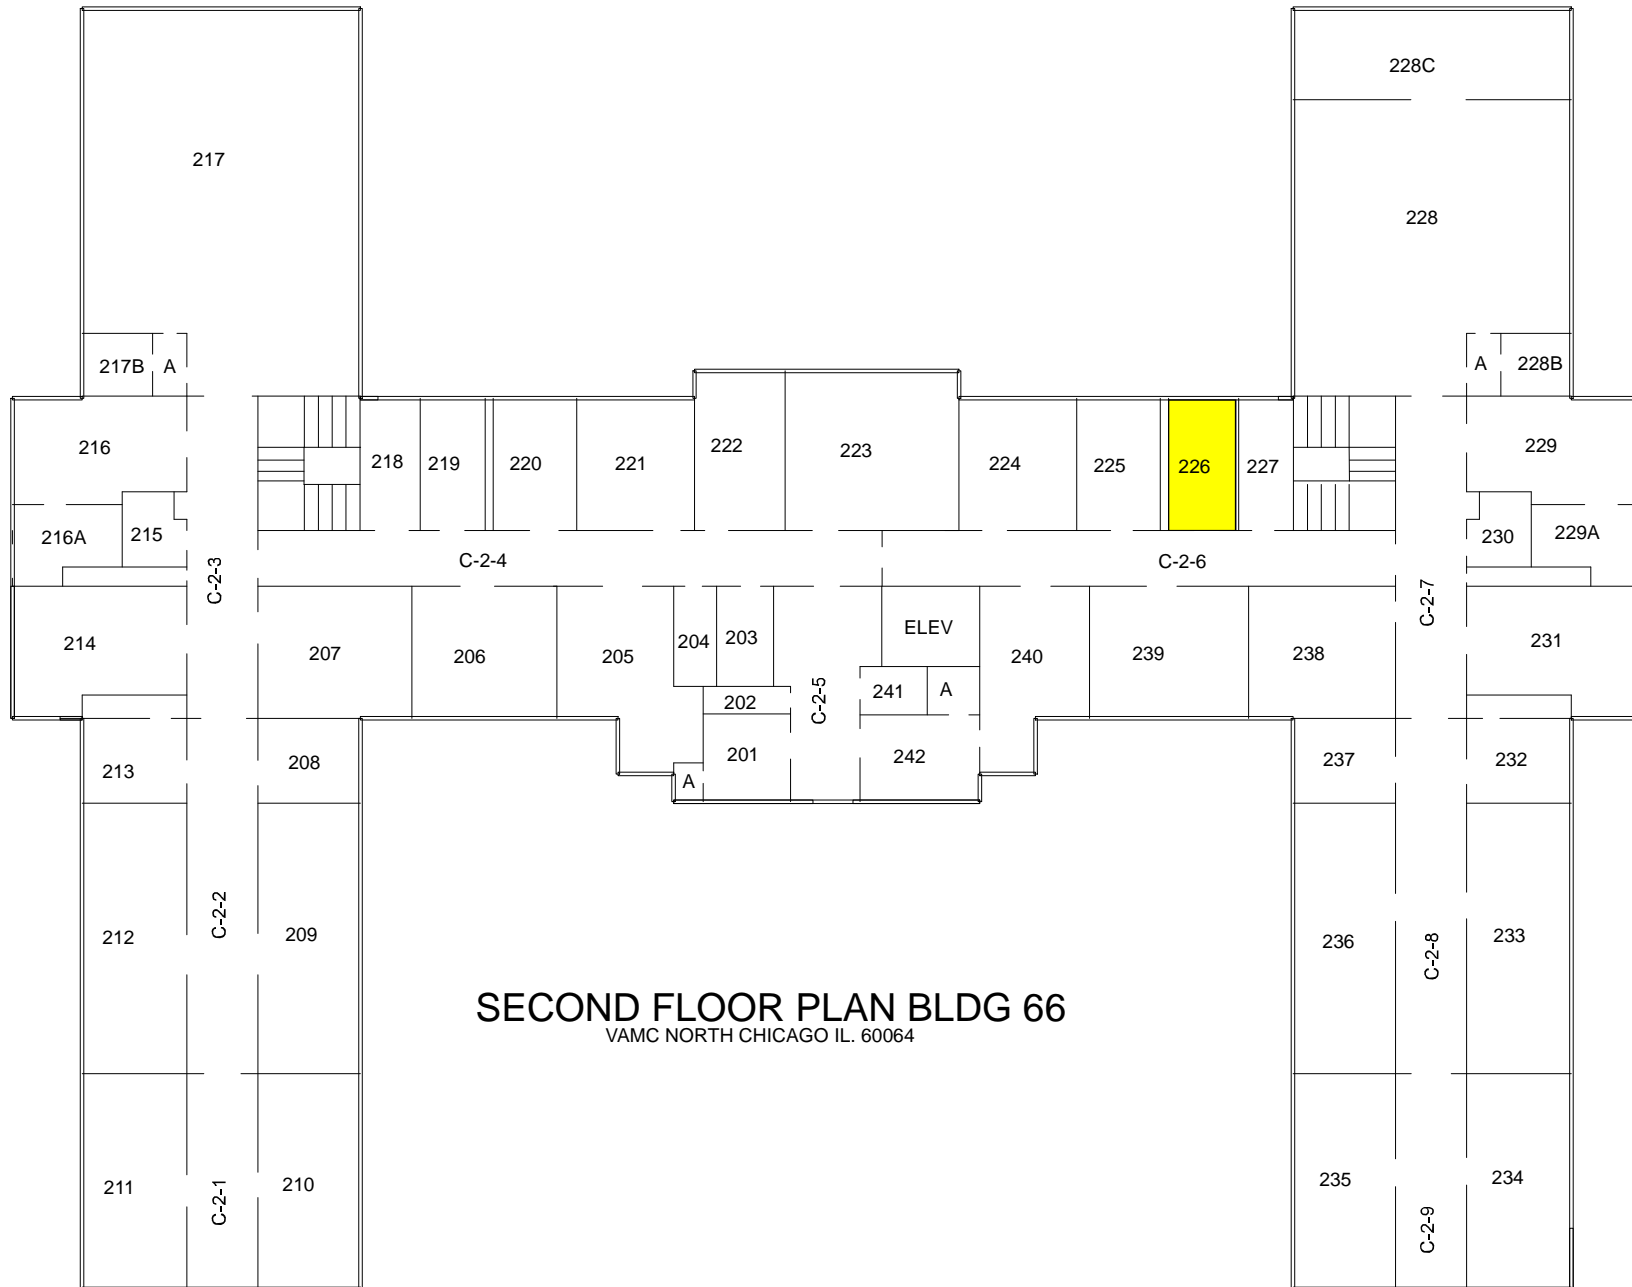 228C
217
228
217B A
A 228B
216
218 219 220 221 222 223 224 225 226 227
229
216A 215
230 229A
C-2-4
C-2-6
C-2-3
C-2-7
214
207 206 205 204 203
ELEV
240 239 238
231
202
C-2-5
241 A
201
A
242
213
208
237
232
212
C-2-2
209
236
C-2-8
233
SECOND FLOOR PLAN BLDG 66
VAMC NORTH CHICAGO IL. 60064
211
C-2-1
210
235
C-2-9
234